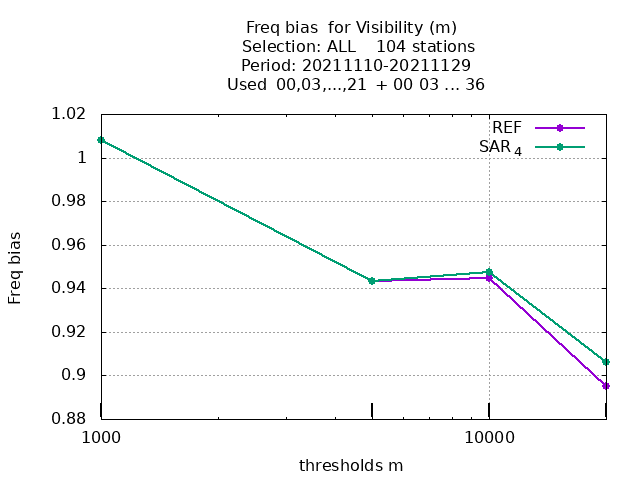 Freq bias  for Visibility (m)
Selection: ALL    104 stations
Period: 20211110-20211129
Used  00,03,...,21  + 00 03 ... 36
1.02
1
0.98
0.96
0.94
0.92
0.9
0.88
Freq bias
REF
SAR4
1000
10000
thresholds m